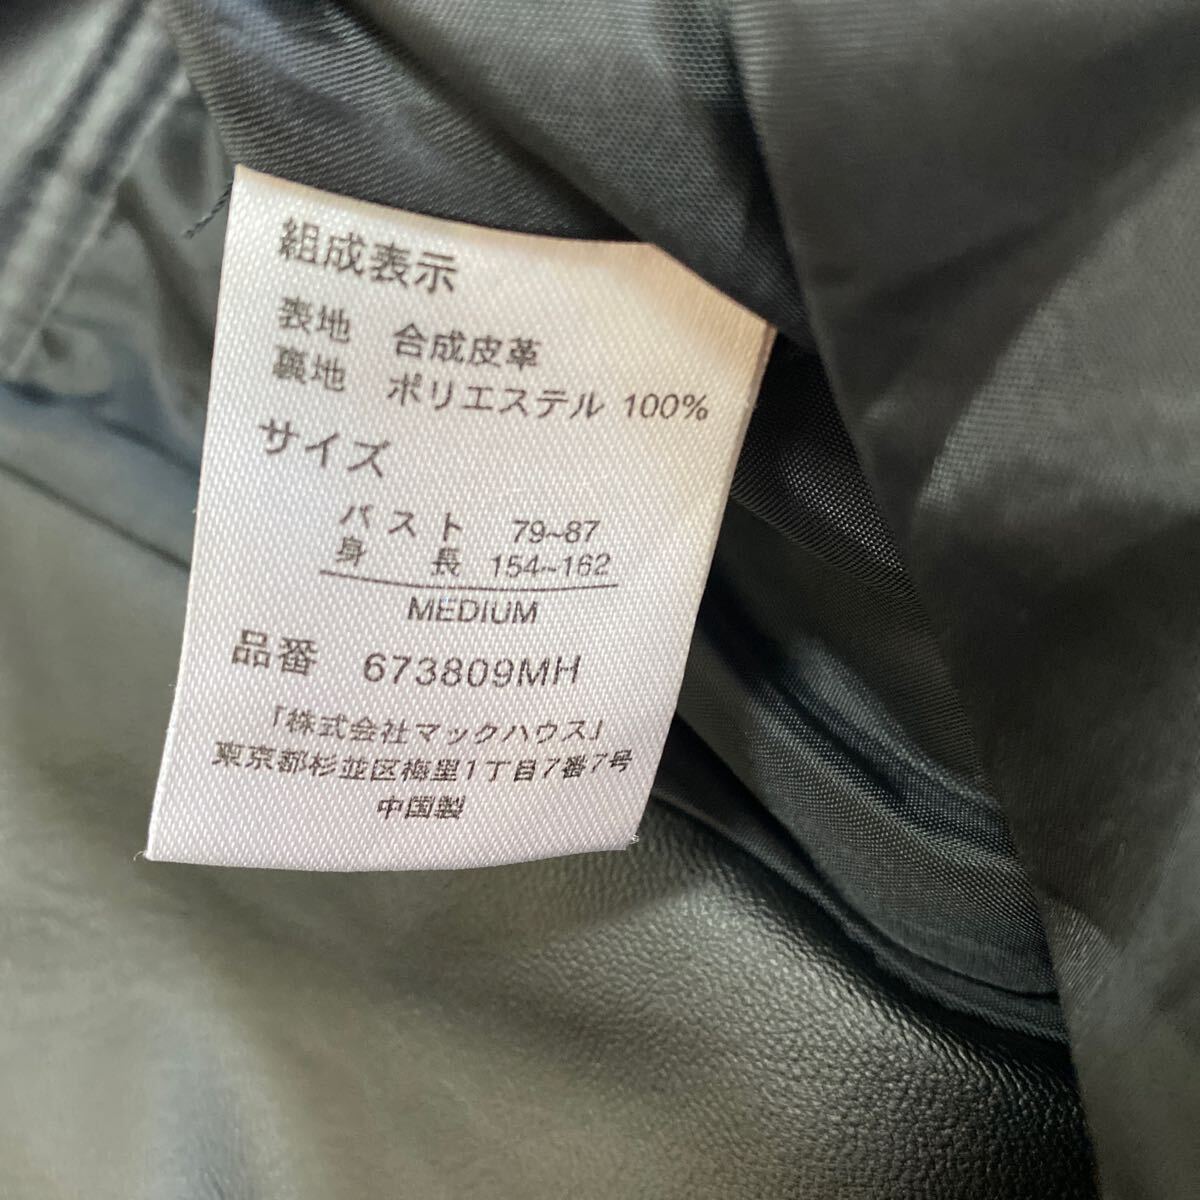 組成表示
表地 合成皮革
裏地 ポリエステル 100%
サイズ
バスト 79~87
身長 154~162
MEDIUM
品番 673809MH
「株式会社マックハウス」
東京都杉並区梅里1丁目7番7号
中国製